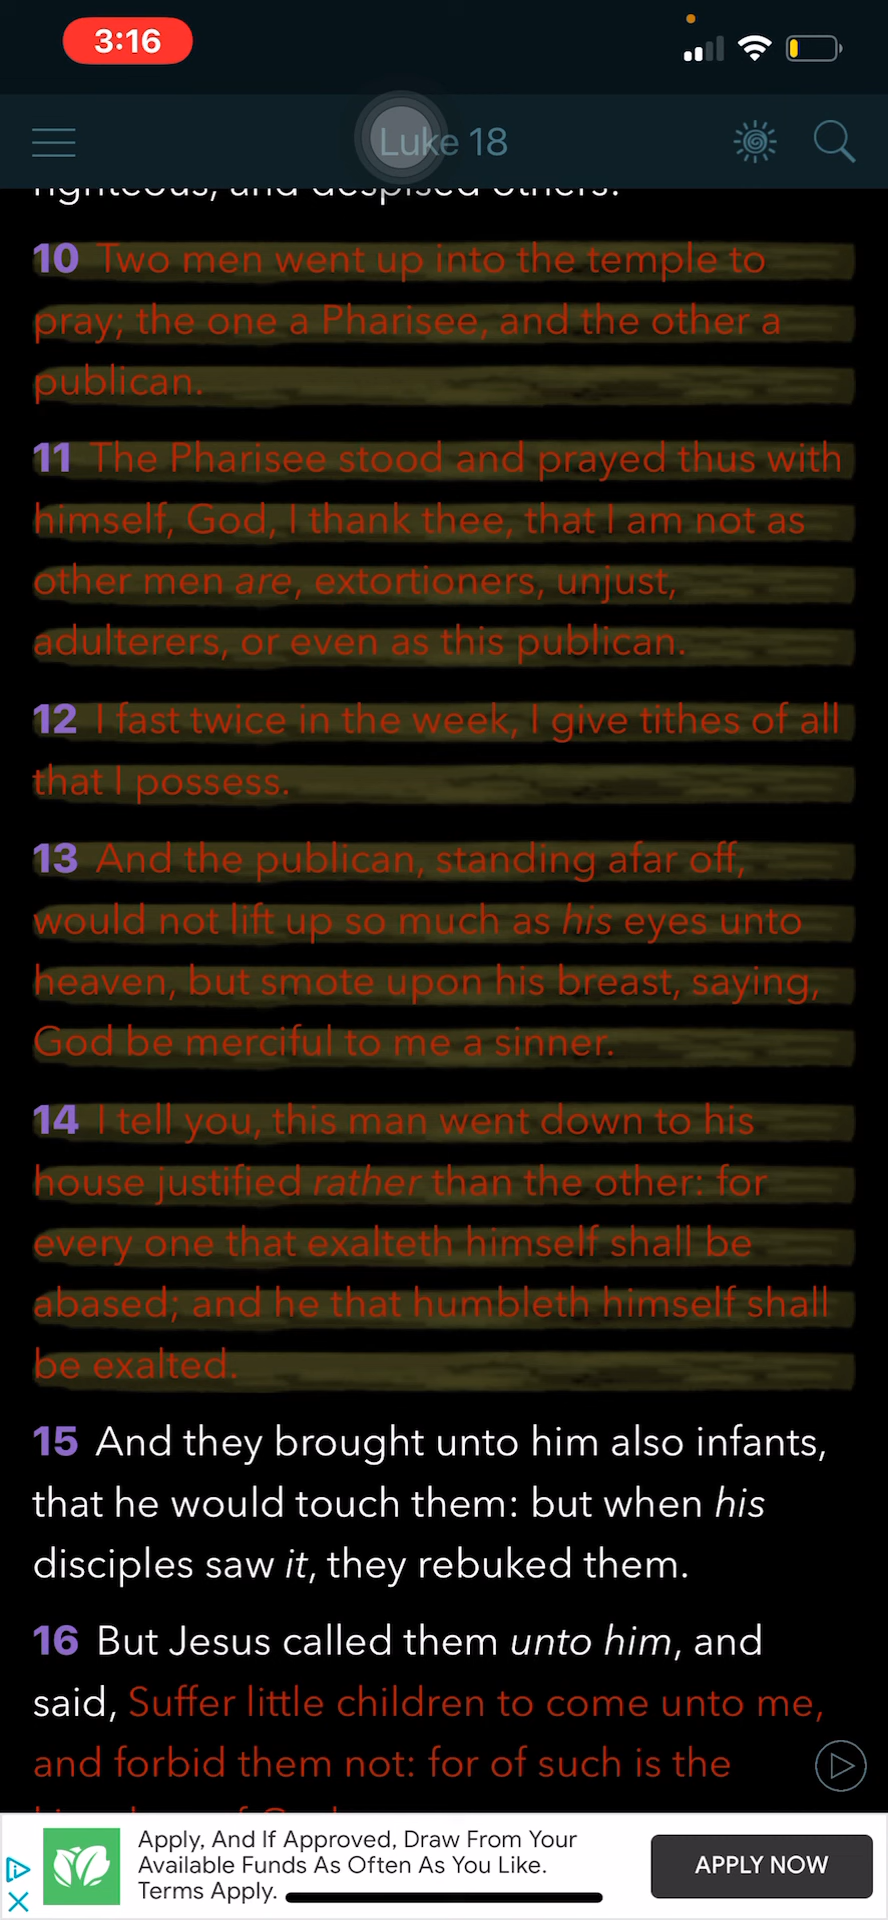 3:16
Luke 18
righteous, and despised others:
10 Two men went up into the temple to
pray; the one a Pharisee, and the other a
publican.
11 The Pharisee stood and prayed thus with
himself, God, I thank thee, that I am not as
other men are, extortioners, unjust,
adulterers, or even as this publican.
12 I fast twice in the week, I give tithes of all
that I possess.
13 And the publican, standing afar off,
would not lift up so much as his eyes unto
heaven, but smote upon his breast, saying,
God be merciful to me a sinner.
14 I tell you, this man went down to his
house justified rather than the other: for
every one that exalteth himself shall be
abased; and he that humbleth himself shall
be exalted.
15 And they brought unto him also infants,
that he would touch them: but when his
disciples saw it, they rebuked them.
16 But Jesus called them unto him, and
said, Suffer little children to come unto me,
and forbid them not: for of such is the
Apply, And If Approved, Draw From Your
Available Funds As Often As You Like.
Terms Apply.
APPLY NOW